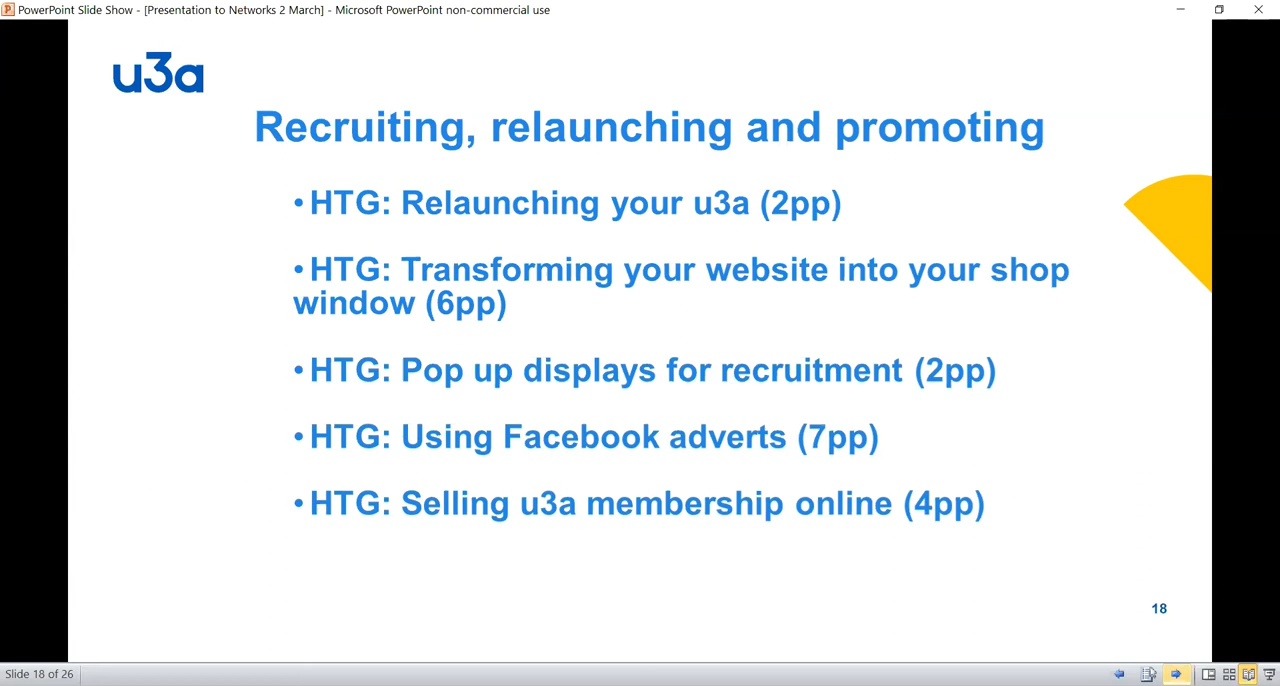 PowerPoint Slide Show - [Presentation to Networks 2 March] - Microsoft PowerPoint non-commercial use
u3a
Recruiting, relaunching and promoting
• HTG: Relaunching your u3a (2pp)
• HTG: Transforming your website into your shop
window (6pp)
• HTG: Pop up displays for recruitment (2pp)
• HTG: Using Facebook adverts (7pp)
• HTG: Selling u3a membership online (4pp)
18
Slide 18 of 26